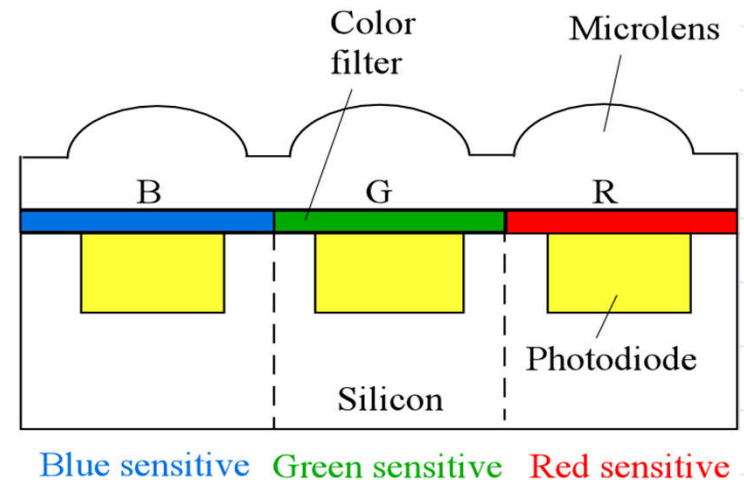 Color
filter
Microlens
B
G
R
Photodiode
Silicon
Blue sensitive
Green sensitive
Red sensitive